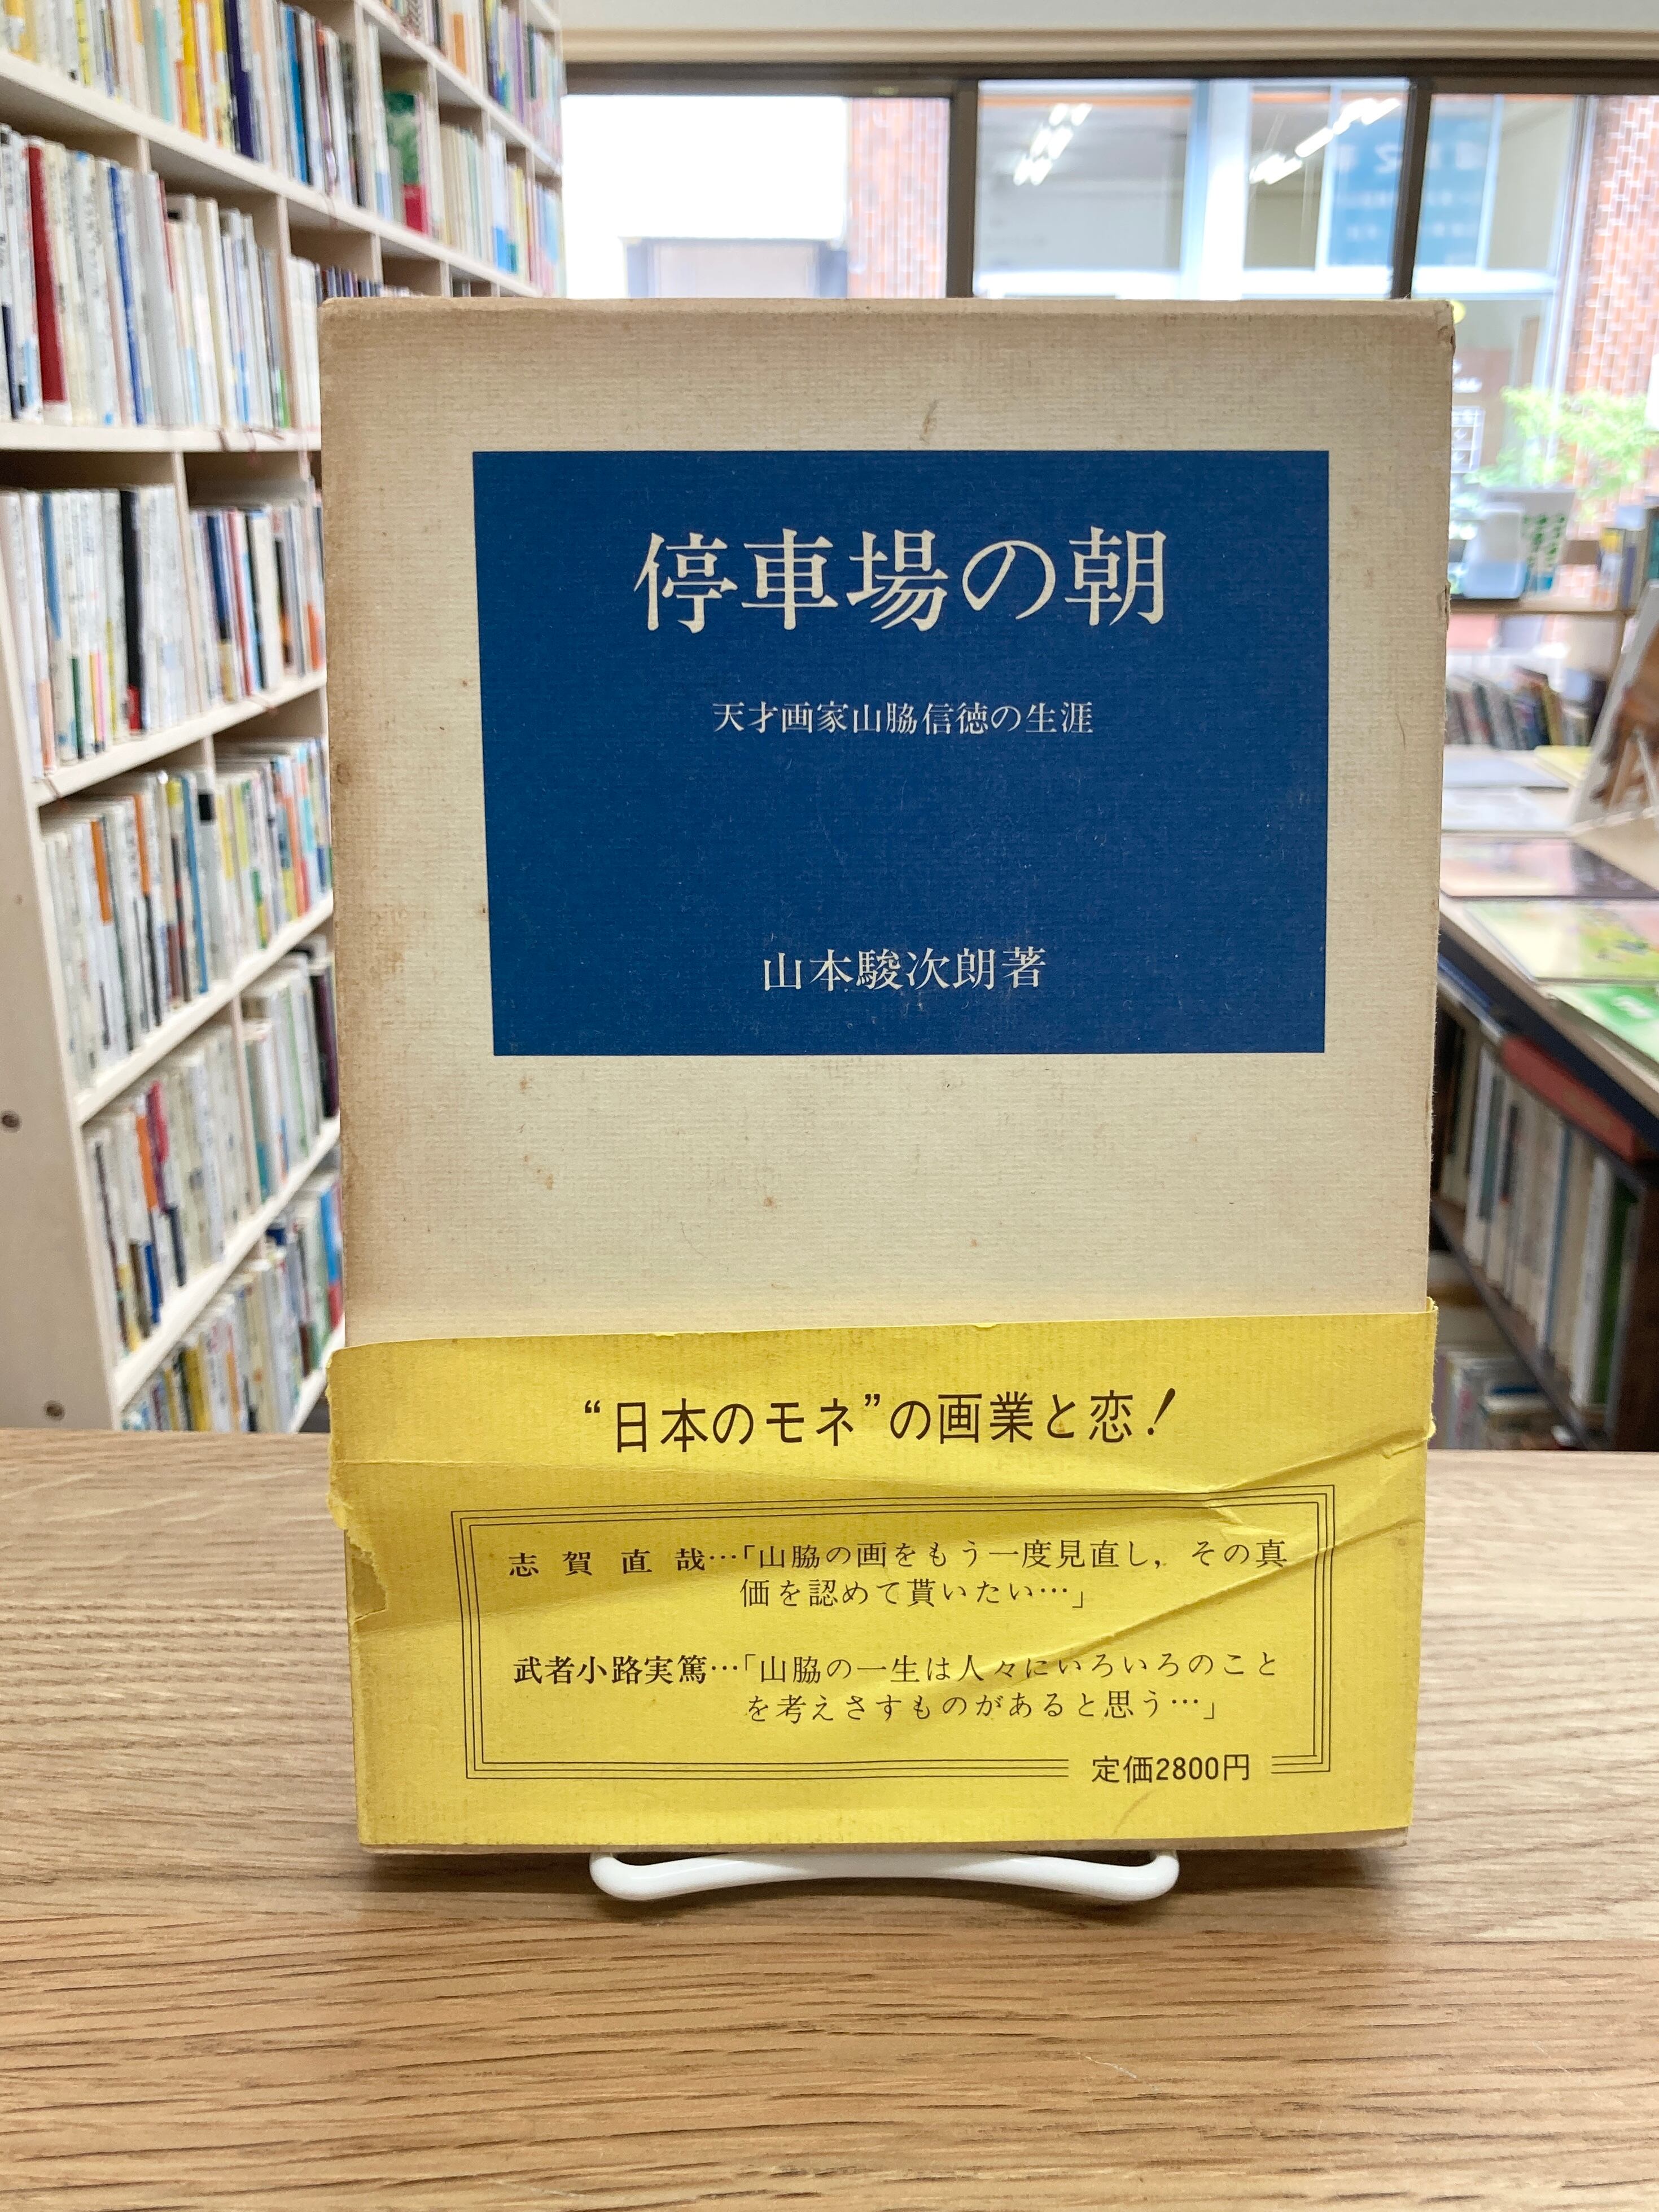 停車場の朝
天才画家山脇信徳の生涯
山本駿次朗著
“日本のモネ”の画業と恋!
志賀直哉…「山脇の画をもう一度見直し，その真
価を認めて貰いたい…」
武者小路実篤…「山脇の一生は人々にいろいろのこと
を考えさすものがあると思う…」
定価2800円